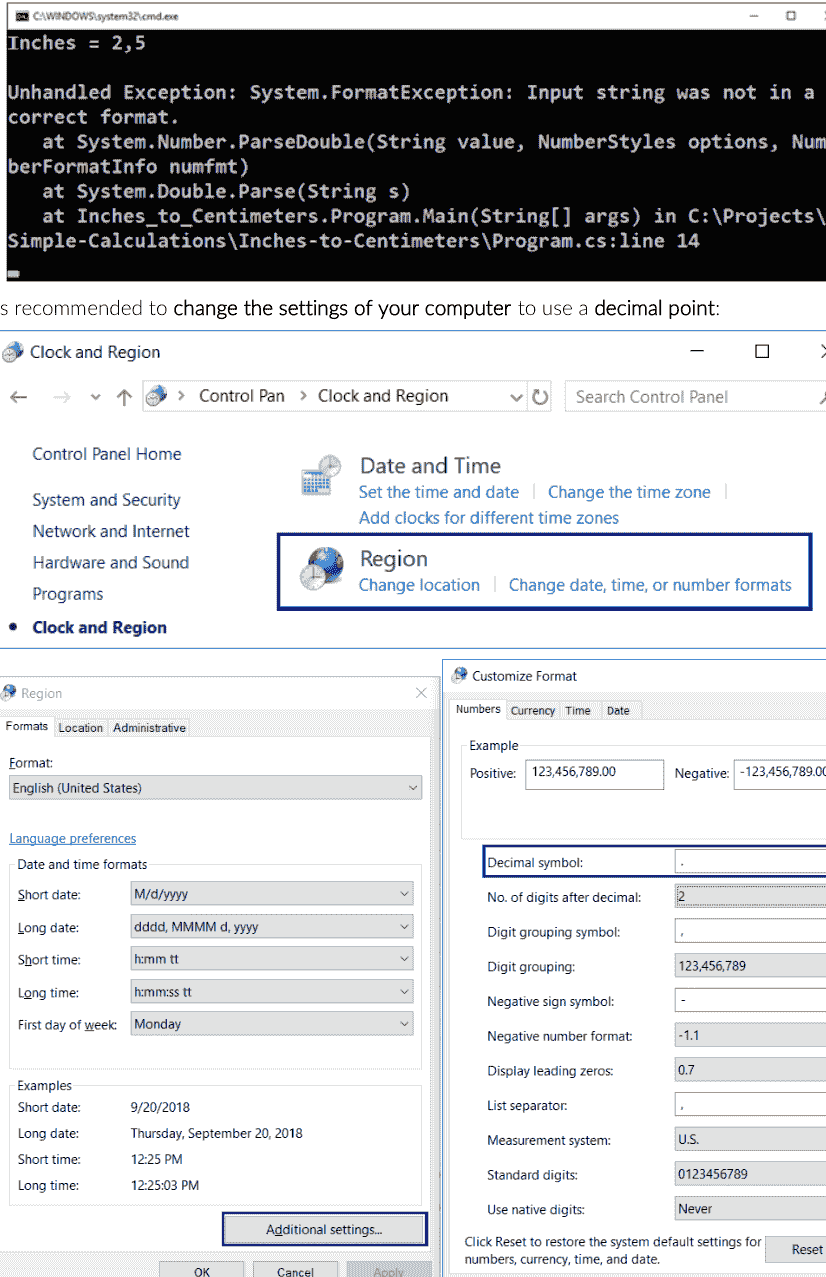 C:\WINDOWS\system32\cmd.exe
Inches = 2,5
Unhandled Exception: System.FormatException: Input string was not in a
correct format.
at System.Number.ParseDouble(String value, NumberStyles options, Num
berFormatInfo numfmt)
at System.Double.Parse(String s)
at Inches_to_Centimeters.Program.Main(String[] args) in C:\Projects\
Simple-Calculations\Inches-to-Centimeters\Program.cs:line 14
s recommended to change the settings of your computer to use a decimal point:
Clock and Region
Control Pan > Clock and Region
Search Control Panel
Control Panel Home
System and Security
Network and Internet
Hardware and Sound
Programs
Clock and Region
Date and Time
Set the time and date | Change the time zone |
Add clocks for different time zones
Region
Change location | Change date, time, or number formats
Region
Formats Location Administrative
Format:
English (United States)
Language preferences
Date and time formats
Short date: M/d/yyyy
Long date: dddd, MMMM d, yyyy
Short time: h:mm tt
Long time: h:mm:ss tt
First day of week: Monday
Examples
Short date: 9/20/2018
Long date: Thursday, September 20, 2018
Short time: 12:25 PM
Long time: 12:25:03 PM
Additional settings...
OK Cancel Apply
Customize Format
Numbers Currency Time Date
Example
Positive: 123,456,789.00 Negative: -123,456,789.00
Decimal symbol: .
No. of digits after decimal: 2
Digit grouping symbol: ,
Digit grouping: 123,456,789
Negative sign symbol: -
Negative number format: -1.1
Display leading zeros: 0.7
List separator: ,
Measurement system: U.S.
Standard digits: 0123456789
Use native digits: Never
Click Reset to restore the system default settings for
numbers, currency, time, and date.
Reset